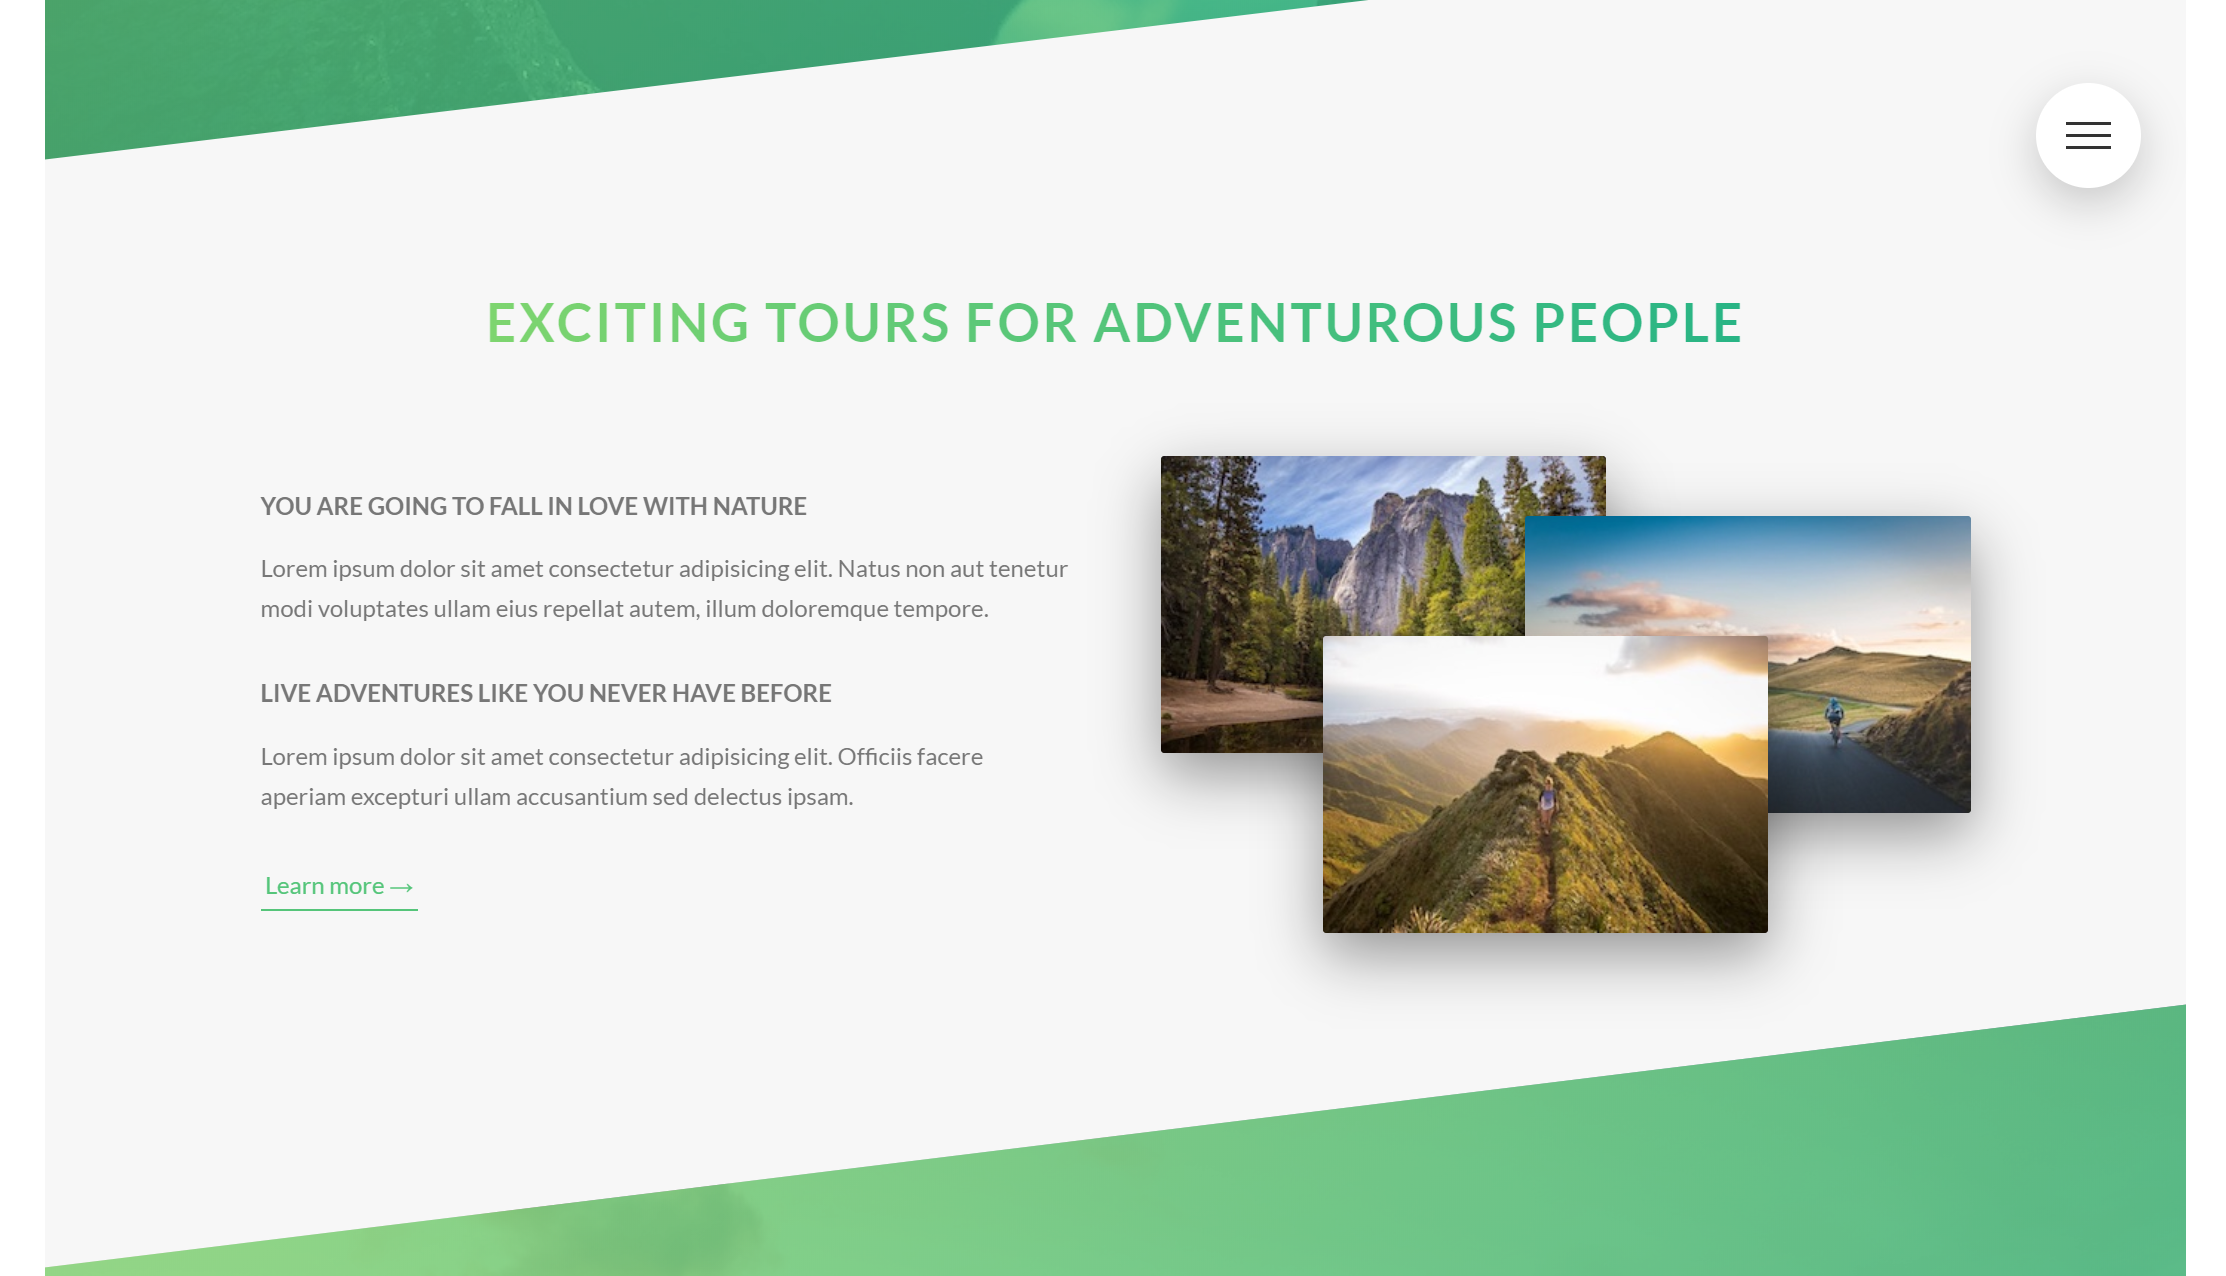 EXCITING TOURS FOR ADVENTUROUS PEOPLE
YOU ARE GOING TO FALL IN LOVE WITH NATURE
Lorem ipsum dolor sit amet consectetur adipisicing elit. Natus non aut tenetur
modi voluptates ullam eius repellat autem, illum doloremque tempore.
LIVE ADVENTURES LIKE YOU NEVER HAVE BEFORE
Lorem ipsum dolor sit amet consectetur adipisicing elit. Officiis facere
aperiam excepturi ullam accusantium sed delectus ipsam.
Learn more →